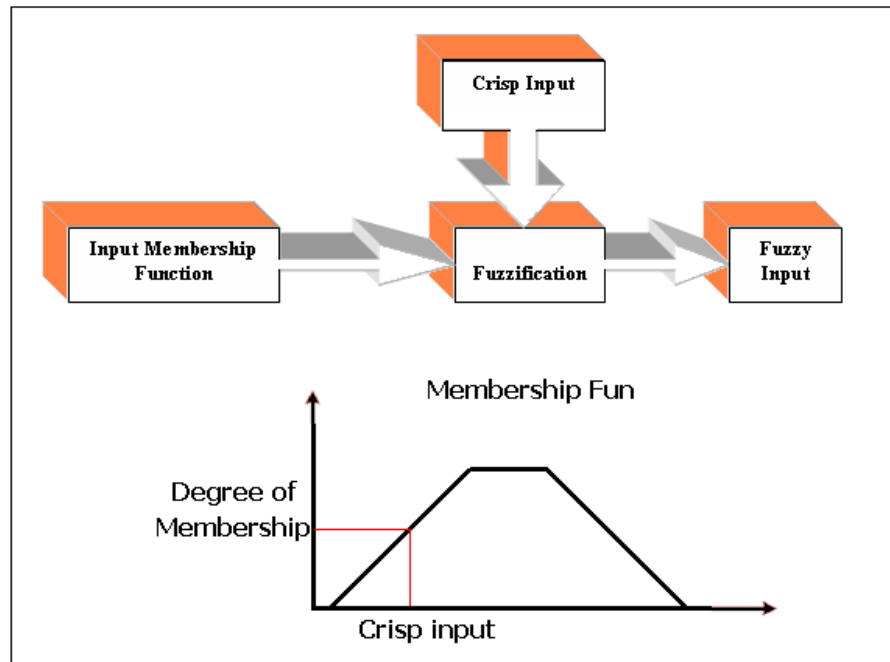 Crisp Input
Input Membership
Function
Fuzzification
Fuzzy
Input
Membership Fun
Degree of
Membership
Crisp input